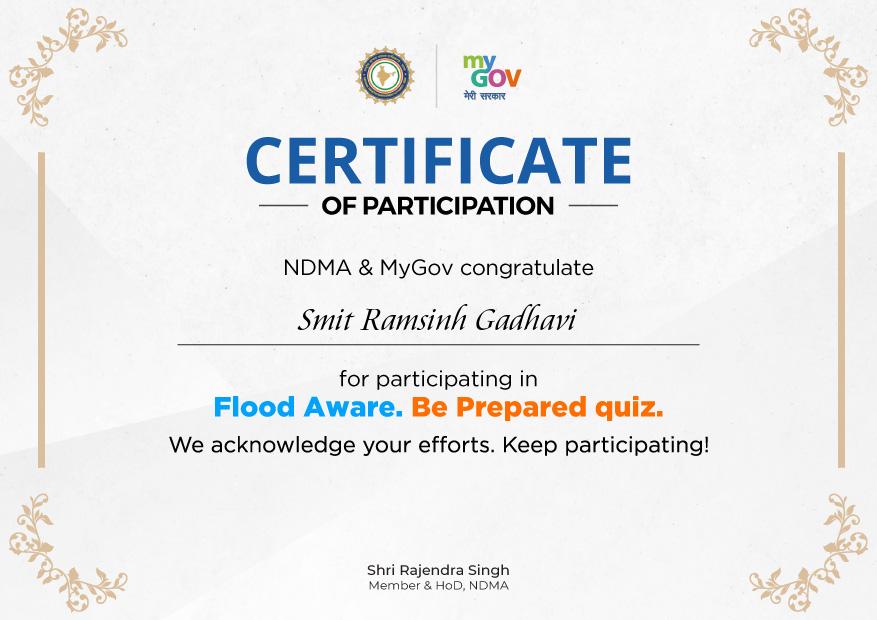 my
GOV
मेरी सरकार
CERTIFICATE
OF PARTICIPATION
NDMA & MyGov congratulate
Smit Ramsinh Gadhavi
for participating in
Flood Aware. Be Prepared quiz.
We acknowledge your efforts. Keep participating!
Shri Rajendra Singh
Member & HoD, NDMA